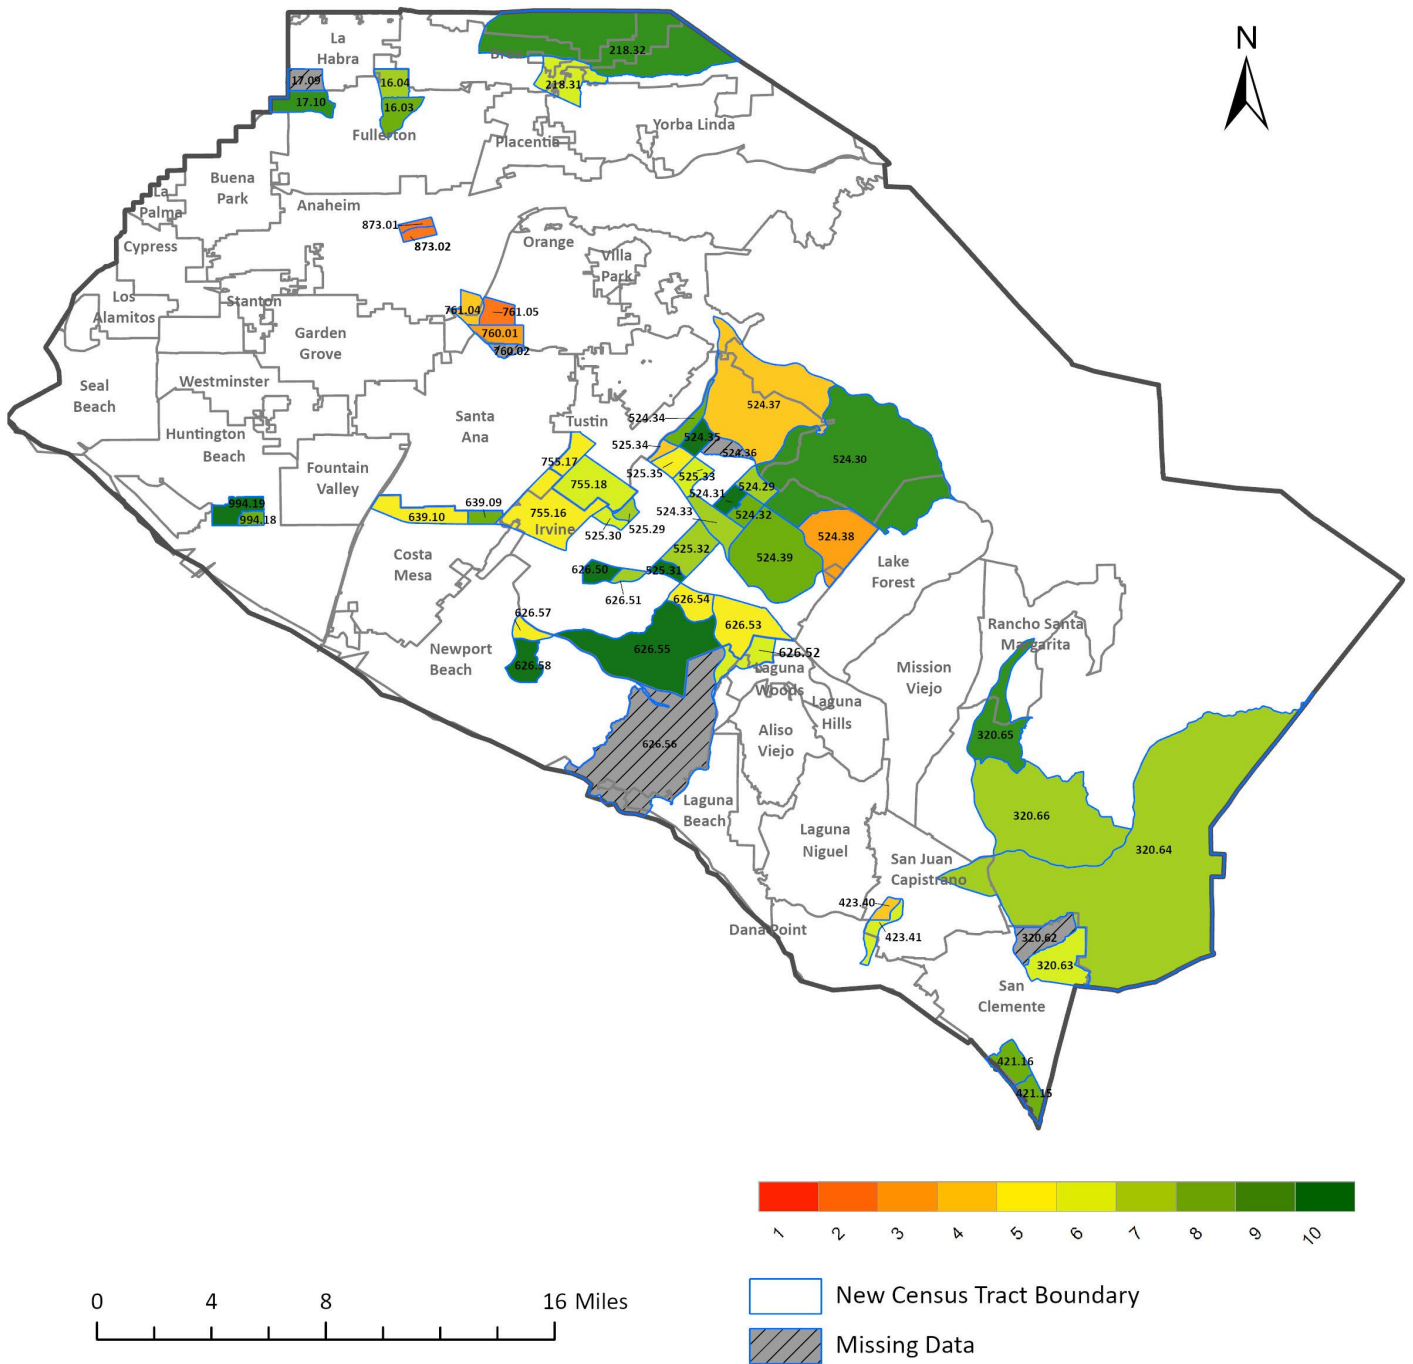 N
La
Habra
Brea
218.32
17.09
16.04
218.31
17.10
16.03
Fullerton
Placentia
Yorba Linda
Buena
Park
La
Palma
Anaheim
873.01
873.02
Cypress
Orange
Villa
Park
Los
Alamitos
Stanton
761.04
761.05
760.01
760.02
Garden
Grove
Seal
Beach
Westminster
Santa
Ana
Tustin
524.37
524.34
524.35
524.36
525.34
525.35
525.33
524.30
Huntington
Beach
Fountain
Valley
755.17
755.18
755.16
Irvine
524.31
524.29
524.33
524.32
994.19
994.18
639.09
639.10
525.30
525.29
524.38
525.32
524.39
Costa
Mesa
Lake
Forest
626.50
525.31
626.51
626.54
626.57
626.53
626.52
626.55
626.58
Newport
Beach
Laguna
Woods
Rancho Santa
Margarita
Mission
Viejo
Laguna
Hills
Aliso
Viejo
320.65
626.56
Laguna
Beach
Laguna
Niguel
320.66
320.64
San Juan
Capistrano
423.40
423.41
Dana Point
320.62
320.63
San
Clemente
421.16
421.15
1 2 3 4 5 6 7 8 9 10
0 4 8 16 Miles
New Census Tract Boundary
Missing Data